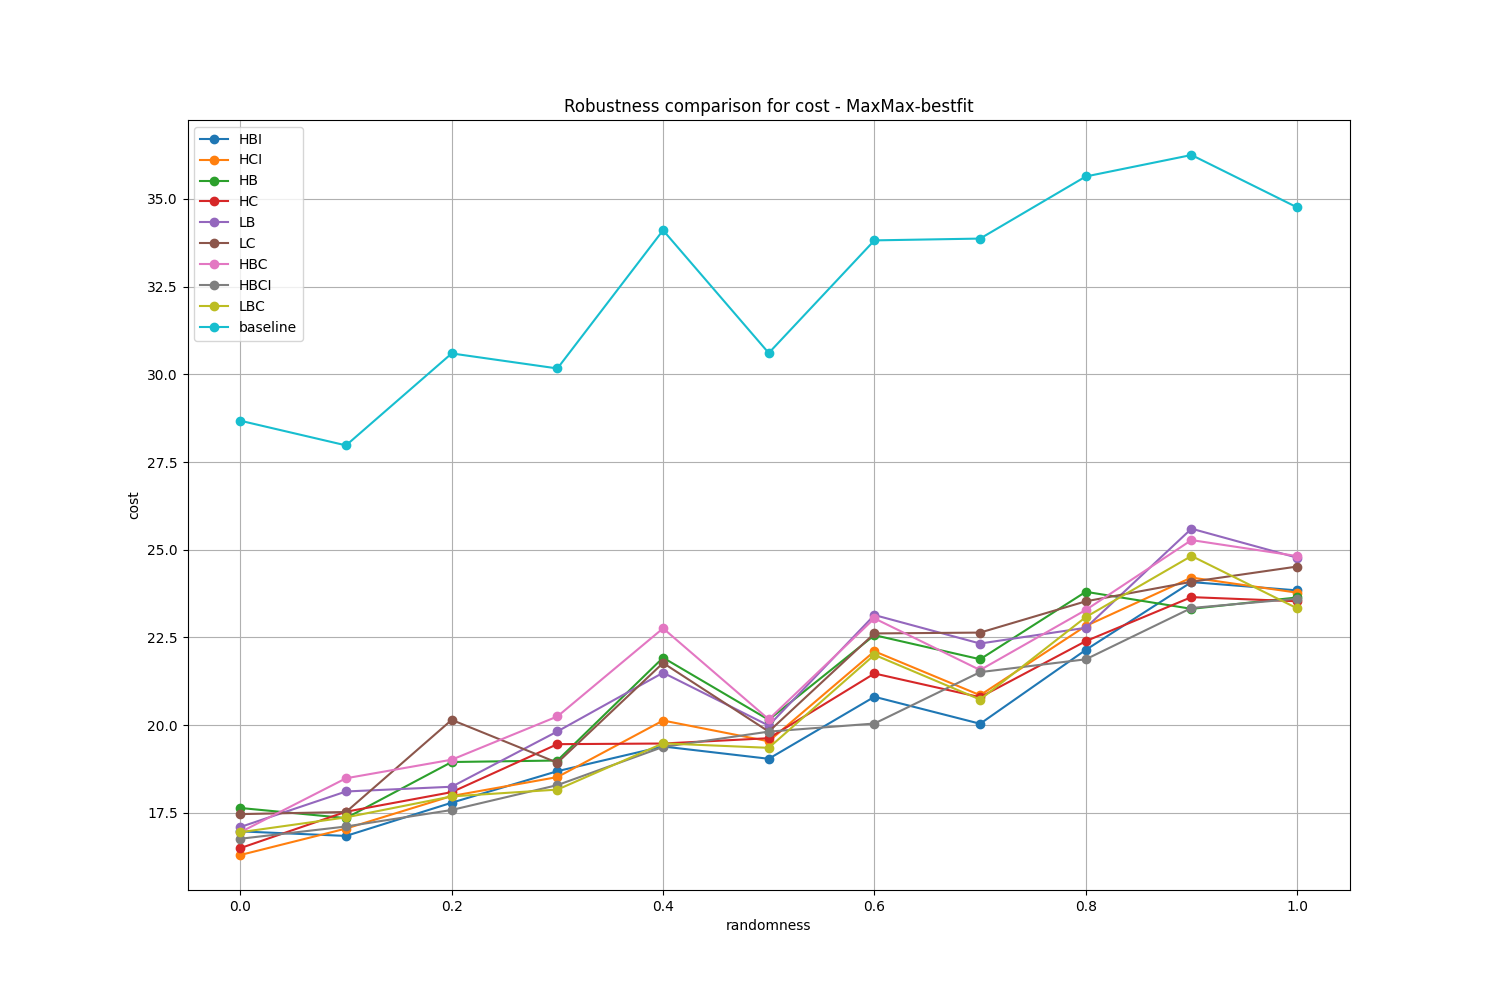 Robustness comparison for cost - MaxMax-bestfit
HBI
HCI
HB
HC
LB
LC
HBC
HBCI
LBC
baseline
35.0
32.5
30.0
27.5
25.0
22.5
20.0
17.5
cost
0.0 0.2 0.4 0.6 0.8 1.0
randomness